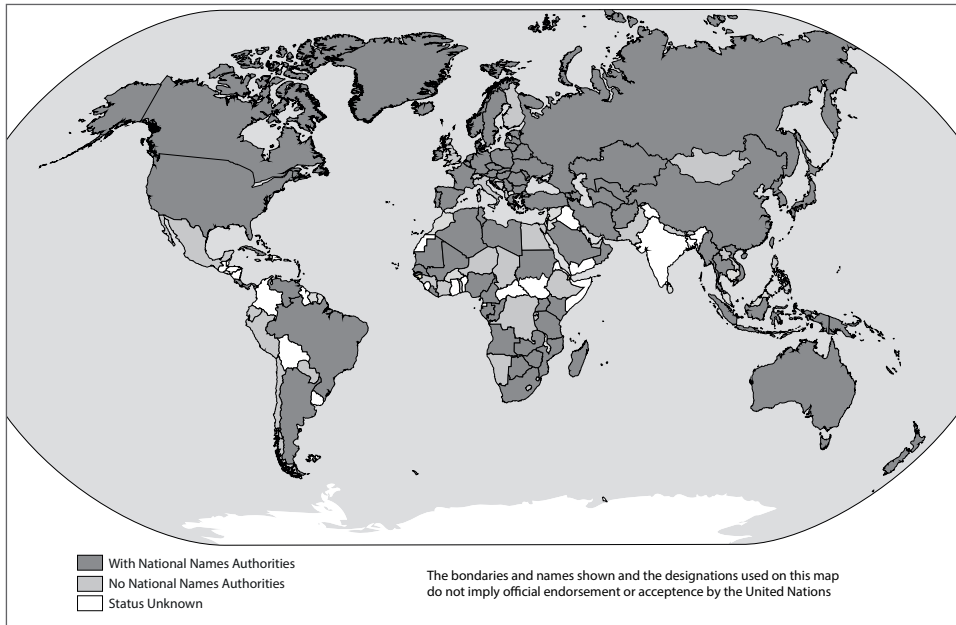 With National Names Authorities
No National Names Authorities
Status Unknown
The bondaries and names shown and the designations used on this map
do not imply official endorsement or acceptence by the United Nations